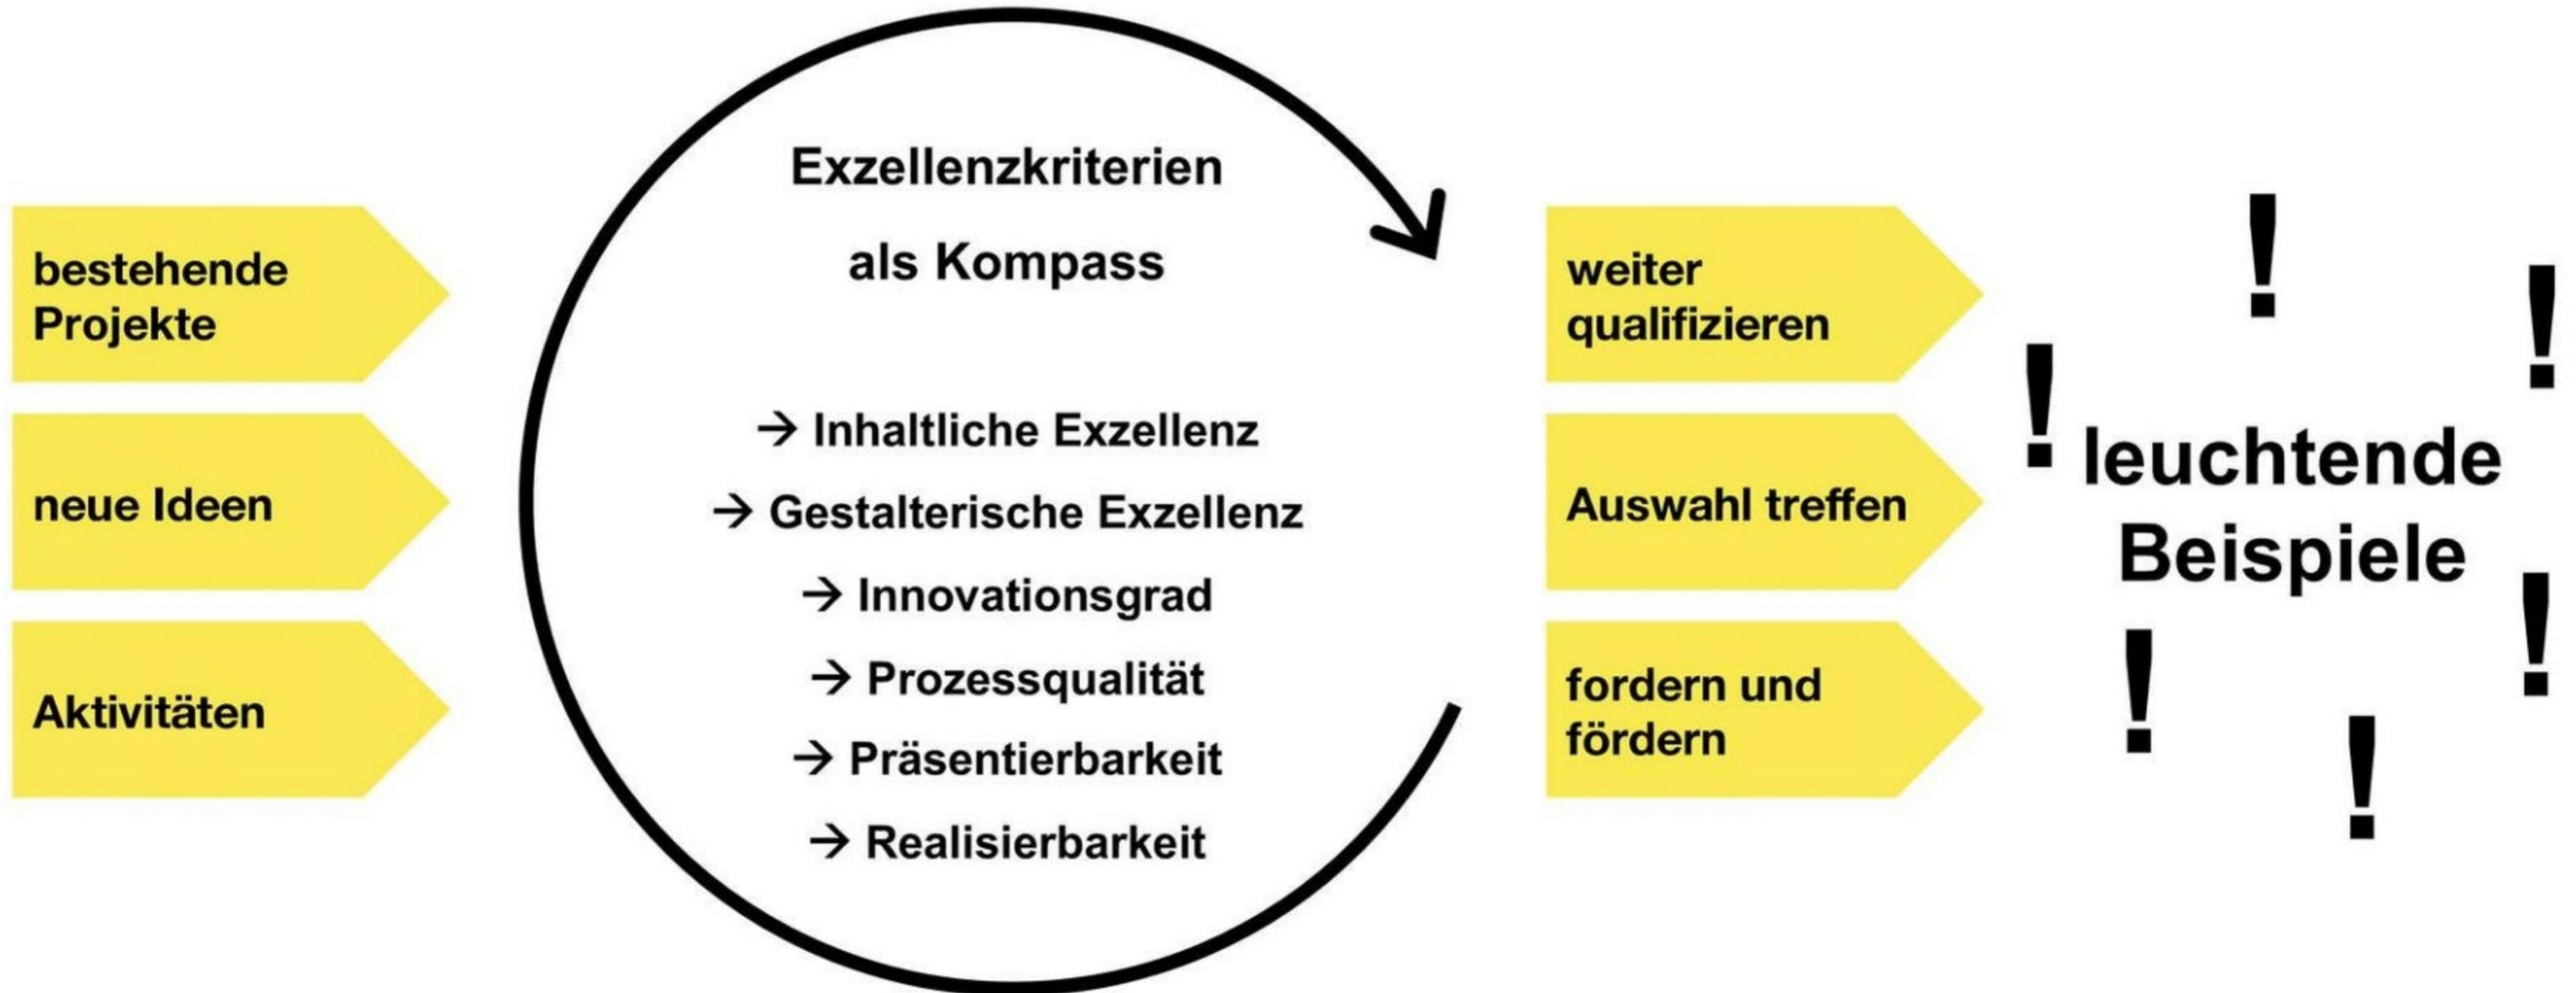 bestehende
Projekte
neue Ideen
Aktivitäten
Exzellenzkriterien
als Kompass
→ Inhaltliche Exzellenz
→ Gestalterische Exzellenz
→ Innovationsgrad
→ Prozessqualität
→ Präsentierbarkeit
→ Realisierbarkeit
weiter
qualifizieren
Auswahl treffen
fordern und
fördern
!
!
!
leuchtende
Beispiele
!
!
!